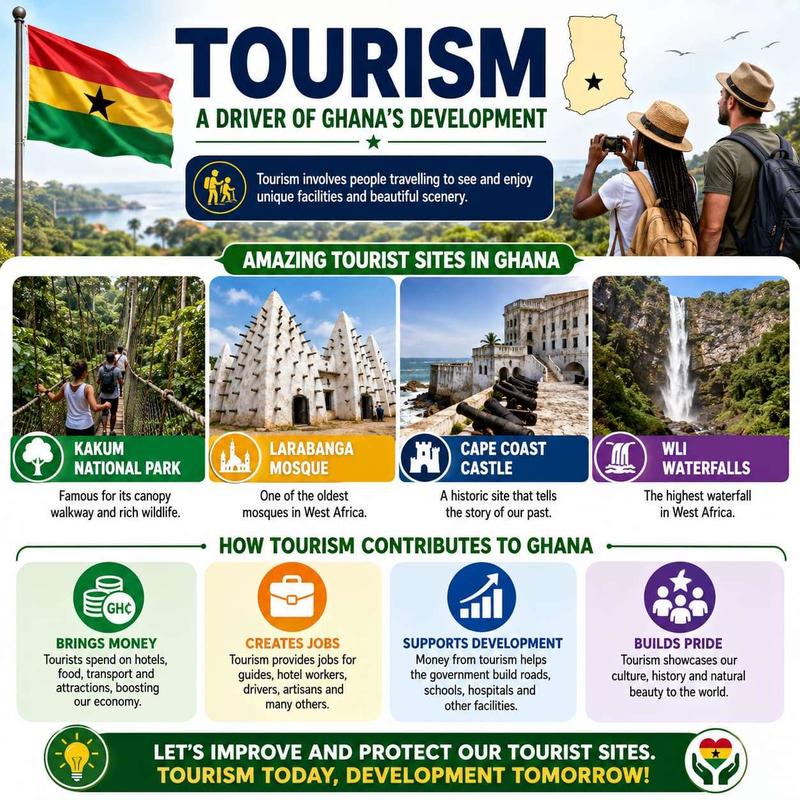 TOURISM
A DRIVER OF GHANA'S DEVELOPMENT
Tourism involves people travelling to see and enjoy
unique facilities and beautiful scenery.
AMAZING TOURIST SITES IN GHANA
KAKUM
NATIONAL PARK
Famous for its canopy
walkway and rich wildlife.
LARABANGA
MOSQUE
One of the oldest
mosques in West Africa.
CAPE COAST
CASTLE
A historic site that tells
the story of our past.
WLI
WATERFALLS
The highest waterfall
in West Africa.
HOW TOURISM CONTRIBUTES TO GHANA
GH₵
BRINGS MONEY
Tourists spend on hotels,
food, transport and
attractions, boosting
our economy.
CREATES JOBS
Tourism provides jobs for
guides, hotel workers,
drivers, artisans and
many others.
SUPPORTS DEVELOPMENT
Money from tourism helps
the government build roads,
schools, hospitals and
other facilities.
BUILDS PRIDE
Tourism showcases our
culture, history and natural
beauty to the world.
LET'S IMPROVE AND PROTECT OUR TOURIST SITES.
TOURISM TODAY, DEVELOPMENT TOMORROW!